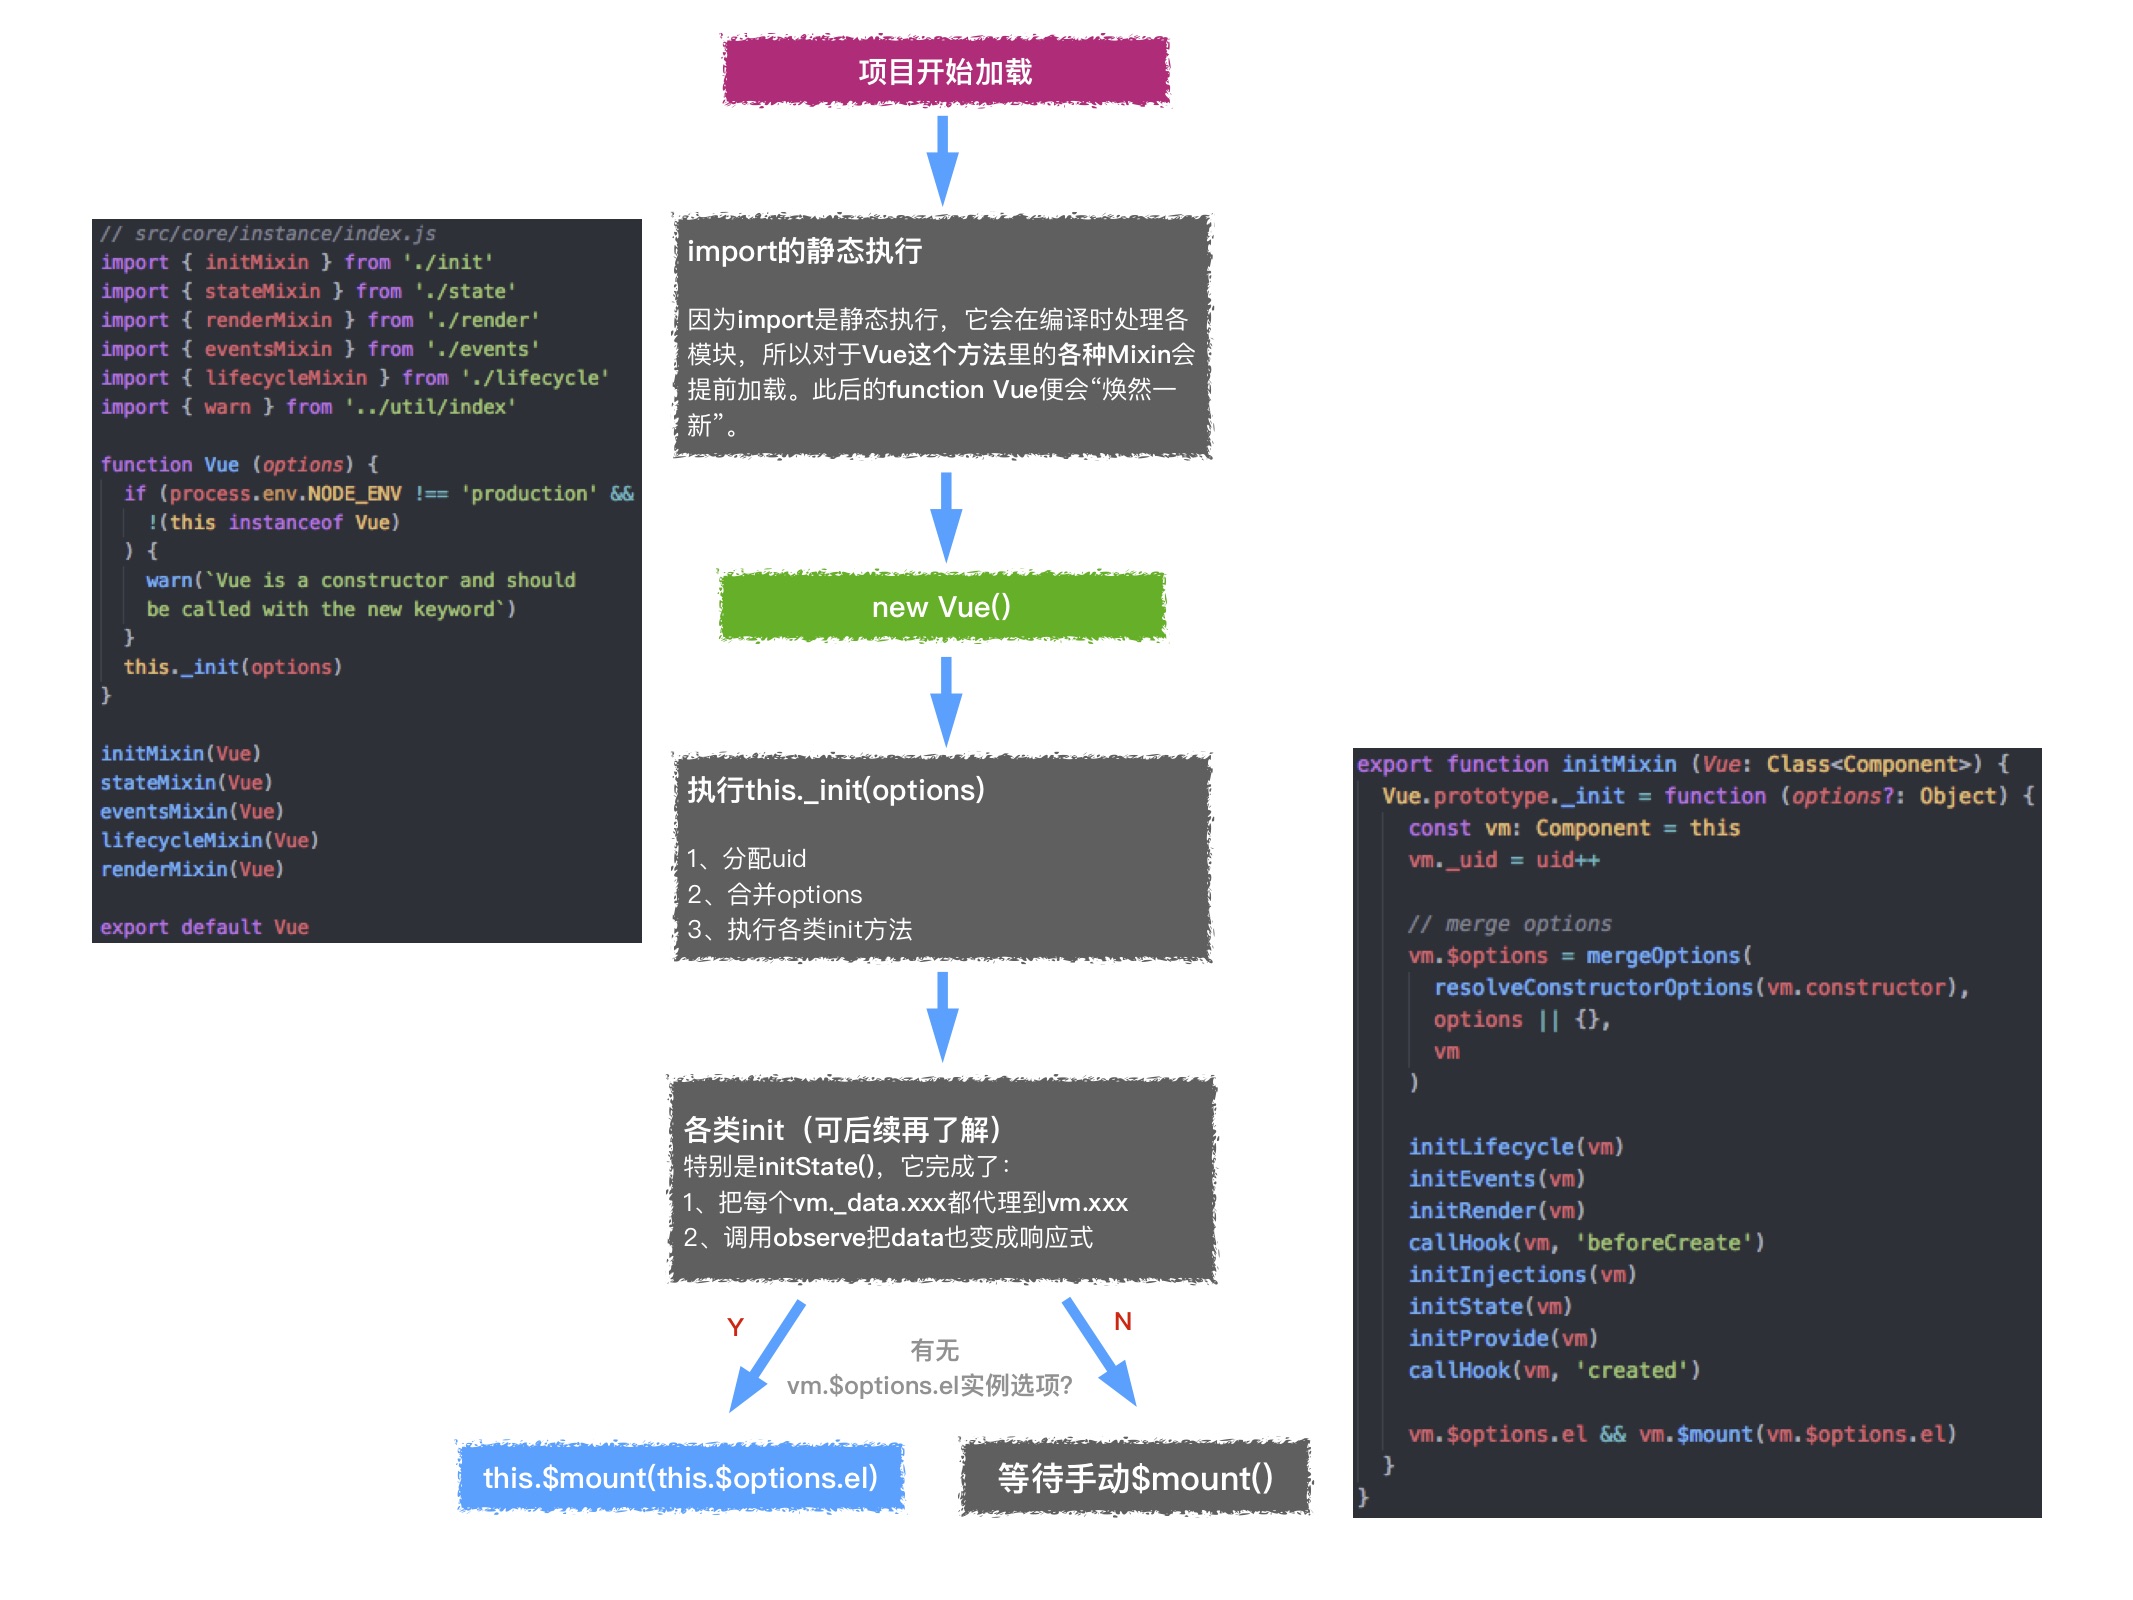 项目开始加载
// src/core/instance/index.js
import { initMixin } from './init'
import { stateMixin } from './state'
import { renderMixin } from './render'
import { eventsMixin } from './events'
import { lifecycleMixin } from './lifecycle'
import { warn } from '../util/index'
function Vue (options) {
if (process.env.NODE_ENV !== 'production' &&
!(this instanceof Vue)
) {
warn(`Vue is a constructor and should
be called with the new keyword`)
}
this._init(options)
}
initMixin(Vue)
stateMixin(Vue)
eventsMixin(Vue)
lifecycleMixin(Vue)
renderMixin(Vue)
export default Vue
import的静态执行
因为import是静态执行，它会在编译时处理各
模块，所以对于Vue这个方法里的各种Mixin会
提前加载。此后的function Vue便会“焕然一
新”。
new Vue()
执行this._init(options)
1、分配uid
2、合并options
3、执行各类init方法
各类init（可后续再了解）
特别是initState()，它完成了：
1、把每个vm._data.xxx都代理到vm.xxx
2、调用observe把data也变成响应式
Y
N
有无
vm.$options.el实例选项?
this.$mount(this.$options.el)
等待手动$mount()
export function initMixin (Vue: Class<Component>) {
Vue.prototype._init = function (options?: Object) {
const vm: Component = this
vm._uid = uid++
// merge options
vm.$options = mergeOptions(
resolveConstructorOptions(vm.constructor),
options || {},
vm
)
initLifecycle(vm)
initEvents(vm)
initRender(vm)
callHook(vm, 'beforeCreate')
initInjections(vm)
initState(vm)
initProvide(vm)
callHook(vm, 'created')
vm.$options.el && vm.$mount(vm.$options.el)
}
}